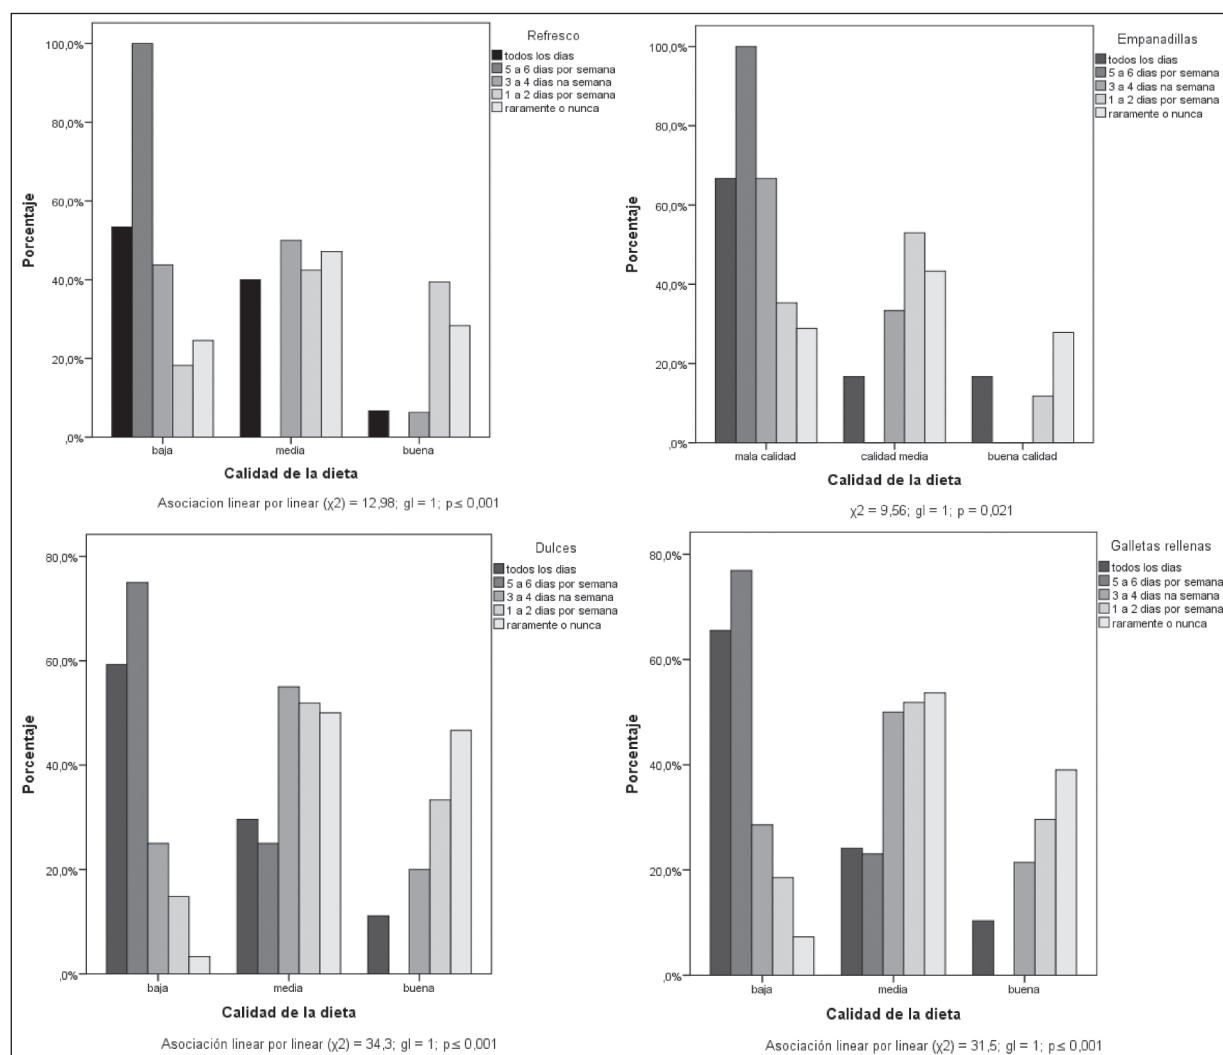 Refresco
todos los dias
5 a 6 dias por semana
3 a 4 dias na semana
1 a 2 dias por semana
raramente o nunca
100,0%
80,0%
60,0%
40,0%
20,0%
,0%
Porcentaje
baja media buena
Calidad de la dieta
Asociacion linear por linear (χ2) = 12,98; gl = 1; p≤ 0,001
Empanadillas
todos los dias
5 a 6 dias por semana
3 a 4 dias na semana
1 a 2 dias por semana
raramente o nunca
100,0%
80,0%
60,0%
40,0%
20,0%
,0%
Porcentaje
mala calidad calidad media buena calidad
Calidad de la dieta
χ2 = 9,56; gl = 1; p = 0,021
Dulces
todos los dias
5 a 6 dias por semana
3 a 4 dias na semana
1 a 2 dias por semana
raramente o nunca
80,0%
60,0%
40,0%
20,0%
,0%
Porcentaje
baja media buena
Calidad de la dieta
Asociación linear por linear (χ2) = 34,3; gl = 1; p≤ 0,001
Galletas rellenas
todos los dias
5 a 6 dias por semana
3 a 4 dias na semana
1 a 2 dias por semana
raramente o nunca
80,0%
60,0%
40,0%
20,0%
,0%
Porcentaje
baja media buena
Calidad de la dieta
Asociación linear por linear (χ2) = 31,5; gl = 1; p≤ 0,001